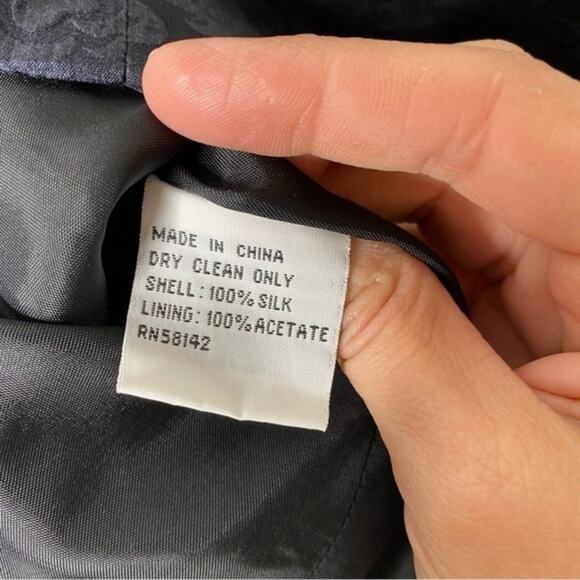 MADE IN CHINA
DRY CLEAN ONLY
SHELL: 100% SILK
LINING: 100% ACETATE
RN58142